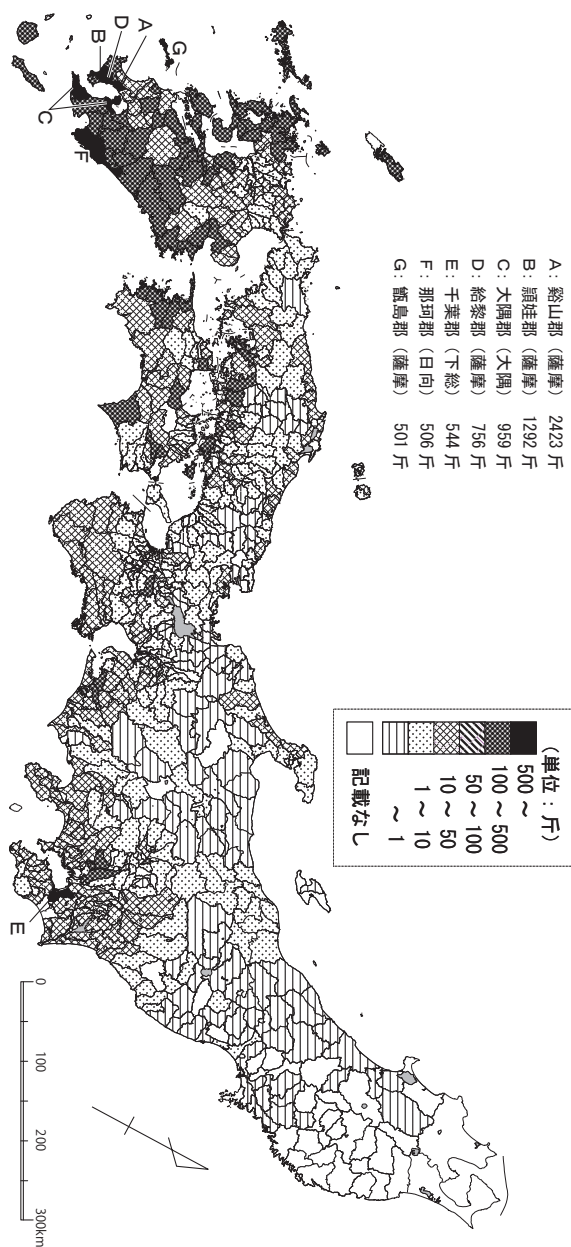 A：谿山郡（薩摩） 2423 斤
B：頴娃郡（薩摩） 1292 斤
C：大隅郡（大隅） 959 斤
D：給黎郡（薩摩） 756 斤
E：千葉郡（下総） 544 斤
F：那珂郡（日向） 506 斤
G：甑島郡（薩摩） 501 斤
（単位：斤）
500～
100～500
50～100
10～50
1～10
～1
記載なし
A
D
B
G
C
F
E
0
100
200
300km